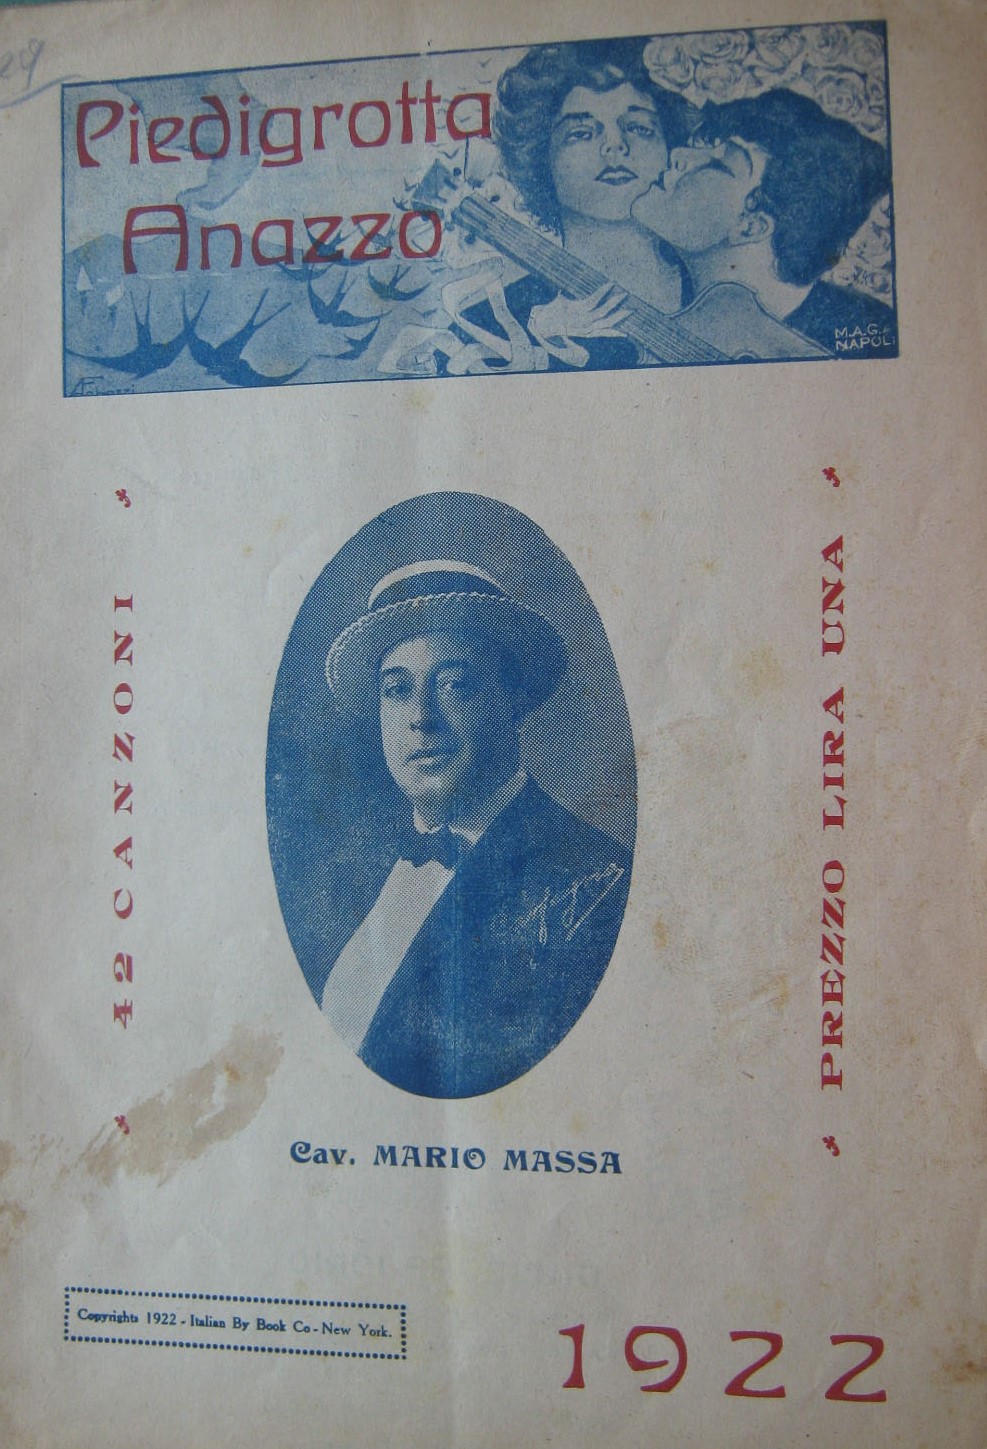 Piedigrotta
Anazzo
M.A.G.
NAPOLI
42 CANZONI
PREZZO LIRA UNA
Cav. MARIO MASSA
Copyrights 1922 - Italian By Book Co - New York.
1922